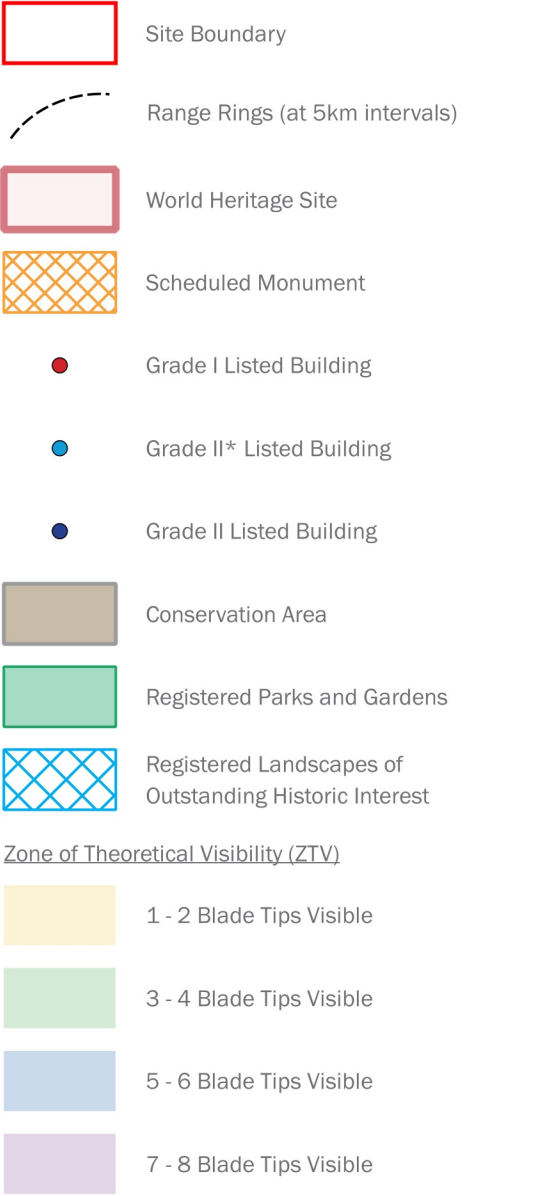 Site Boundary
Range Rings (at 5km intervals)
World Heritage Site
Scheduled Monument
Grade I Listed Building
Grade II* Listed Building
Grade II Listed Building
Conservation Area
Registered Parks and Gardens
Registered Landscapes of
Outstanding Historic Interest
Zone of Theoretical Visibility (ZTV)
1 - 2 Blade Tips Visible
3 - 4 Blade Tips Visible
5 - 6 Blade Tips Visible
7 - 8 Blade Tips Visible